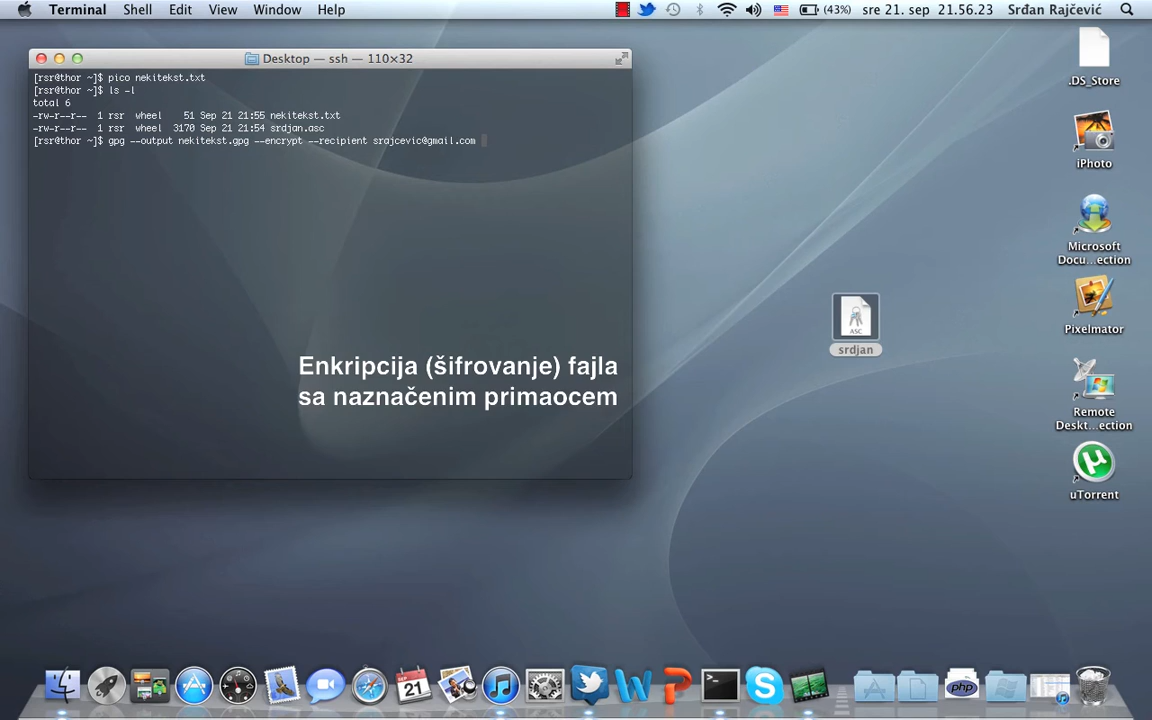 Terminal Shell Edit View Window Help (43%) sre 21. sep 21.56.23 Srđan Rajčević
Desktop — ssh — 110×32
[rsr@thor ~]$ pico nekitekst.txt
[rsr@thor ~]$ ls -l
total 6
-rw-r--r-- 1 rsr wheel 51 Sep 21 21:55 nekitekst.txt
-rw-r--r-- 1 rsr wheel 3170 Sep 21 21:54 srdjan.asc
[rsr@thor ~]$ gpg --output nekitekst.gpg --encrypt --recipient srajcevic@gmail.com
Enkripcija (šifrovanje) fajla
sa naznačenim primaocem
ASC
srdjan
.DS_Store
iPhoto
Microsoft
Docu...ection
Pixelmator
Remote
Deskt...ection
uTorrent
21
php